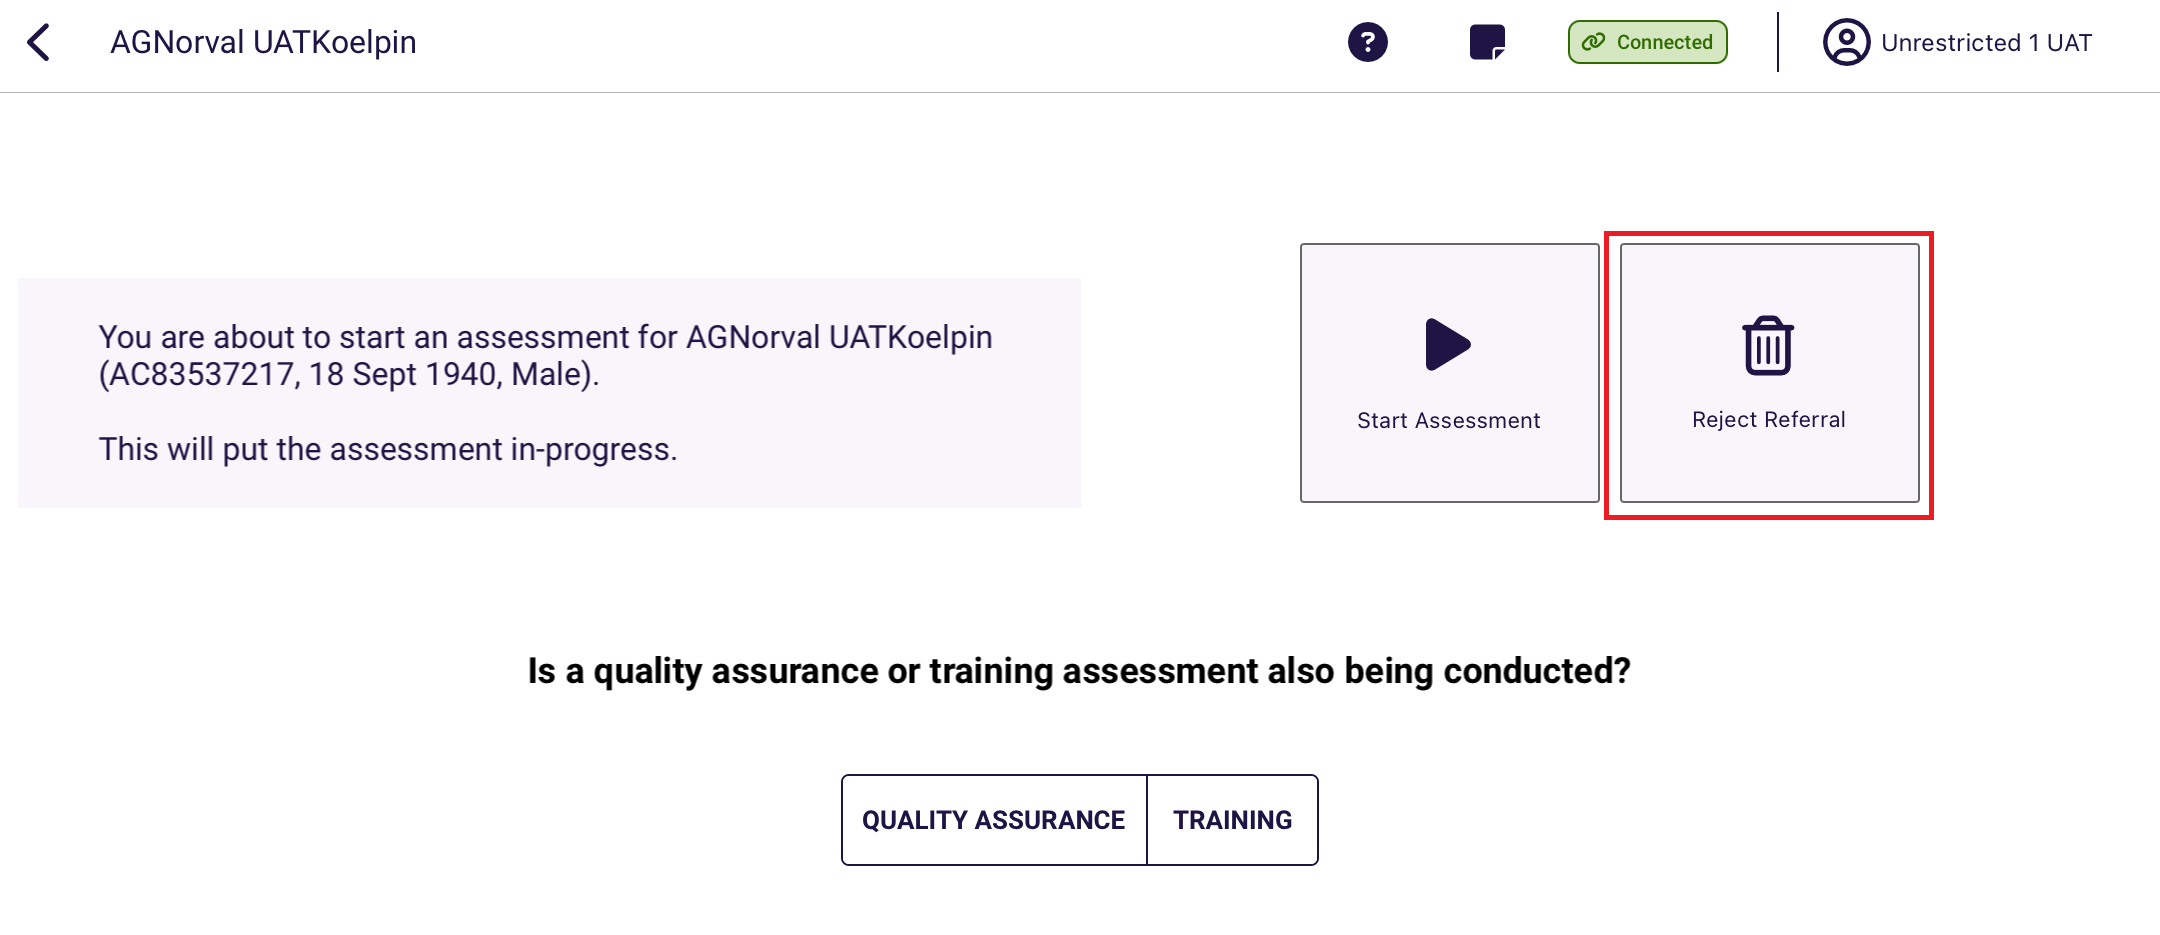 AGNorval UATKoelpin
?
Connected
Unrestricted 1 UAT
You are about to start an assessment for AGNorval UATKoelpin
(AC83537217, 18 Sept 1940, Male).
This will put the assessment in-progress.
Start Assessment
Reject Referral
Is a quality assurance or training assessment also being conducted?
QUALITY ASSURANCE
TRAINING